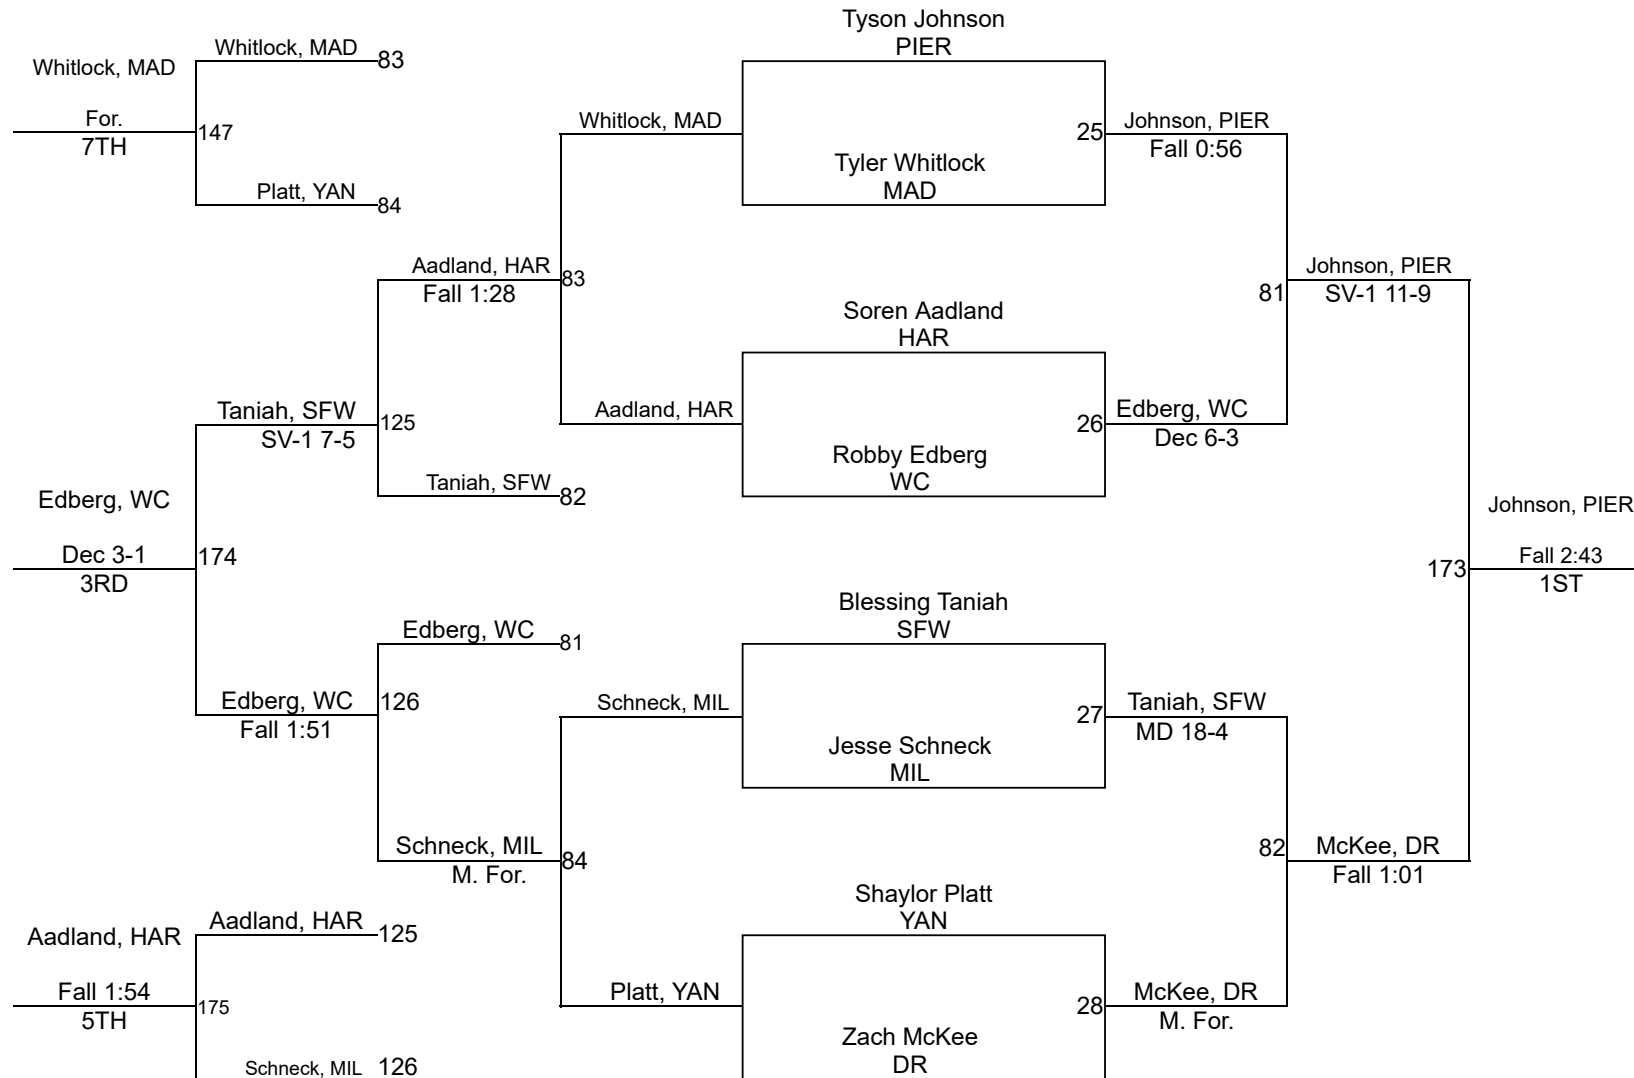 Tyson Johnson
PIER
Whitlock, MAD
83
Whitlock, MAD
For.
7TH
147
Platt, YAN
84
Whitlock, MAD
Tyler Whitlock
MAD
25
Johnson, PIER
Fall 0:56
Aadland, HAR
Fall 1:28
83
Johnson, PIER
SV-1 11-9
81
Soren Aadland
HAR
Taniah, SFW
SV-1 7-5
125
Aadland, HAR
Robby Edberg
WC
26
Edberg, WC
Dec 6-3
Taniah, SFW
82
Edberg, WC
Dec 3-1
3RD
174
Johnson, PIER
Fall 2:43
1ST
173
Blessing Taniah
SFW
Edberg, WC
81
Edberg, WC
Fall 1:51
126
Schneck, MIL
Jesse Schneck
MIL
27
Taniah, SFW
MD 18-4
Schneck, MIL
M. For.
84
82
McKee, DR
Fall 1:01
Shaylor Platt
YAN
Aadland, HAR
125
Aadland, HAR
Fall 1:54
5TH
175
Platt, YAN
Zach McKee
DR
28
McKee, DR
M. For.
Schneck, MIL
126